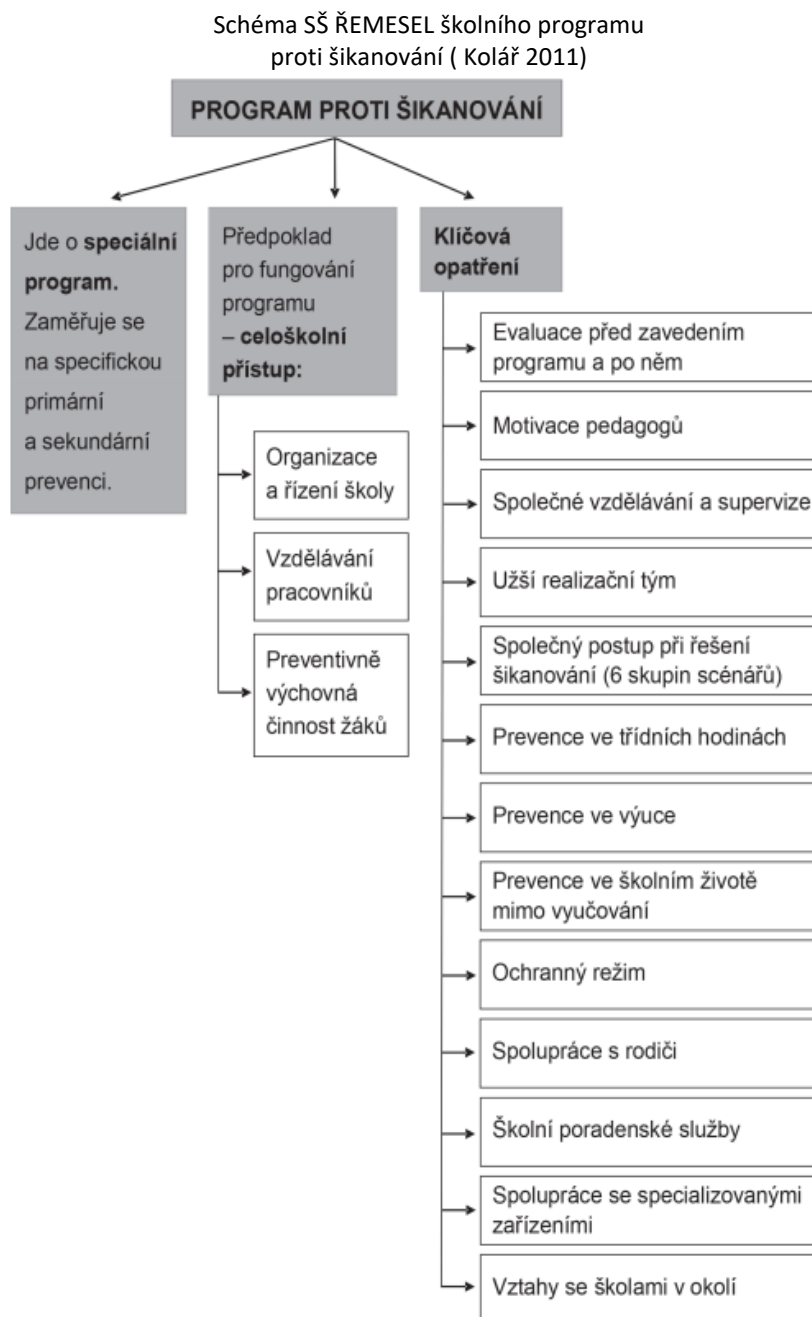 Schéma SŠ ŘEMESEL školního programu
proti šikanování ( Kolář 2011)
PROGRAM PROTI ŠIKANOVÁNÍ
Jde o speciální
program.
Zaměřuje se
na specifickou
primární
a sekundární
prevenci.
Předpoklad
pro fungování
programu
– celoškolní
přístup:
Organizace
a řízení školy
Vzdělávání
pracovníků
Preventivně
výchovná
činnost žáků
Klíčová
opatření
Evaluace před zavedením
programu a po něm
Motivace pedagogů
Společné vzdělávání a supervize
Užší realizační tým
Společný postup při řešení
šikanování (6 skupin scénářů)
Prevence ve třídních hodinách
Prevence ve výuce
Prevence ve školním životě
mimo vyučování
Ochranný režim
Spolupráce s rodiči
Školní poradenské služby
Spolupráce se specializovanými
zařízeními
Vztahy se školami v okolí